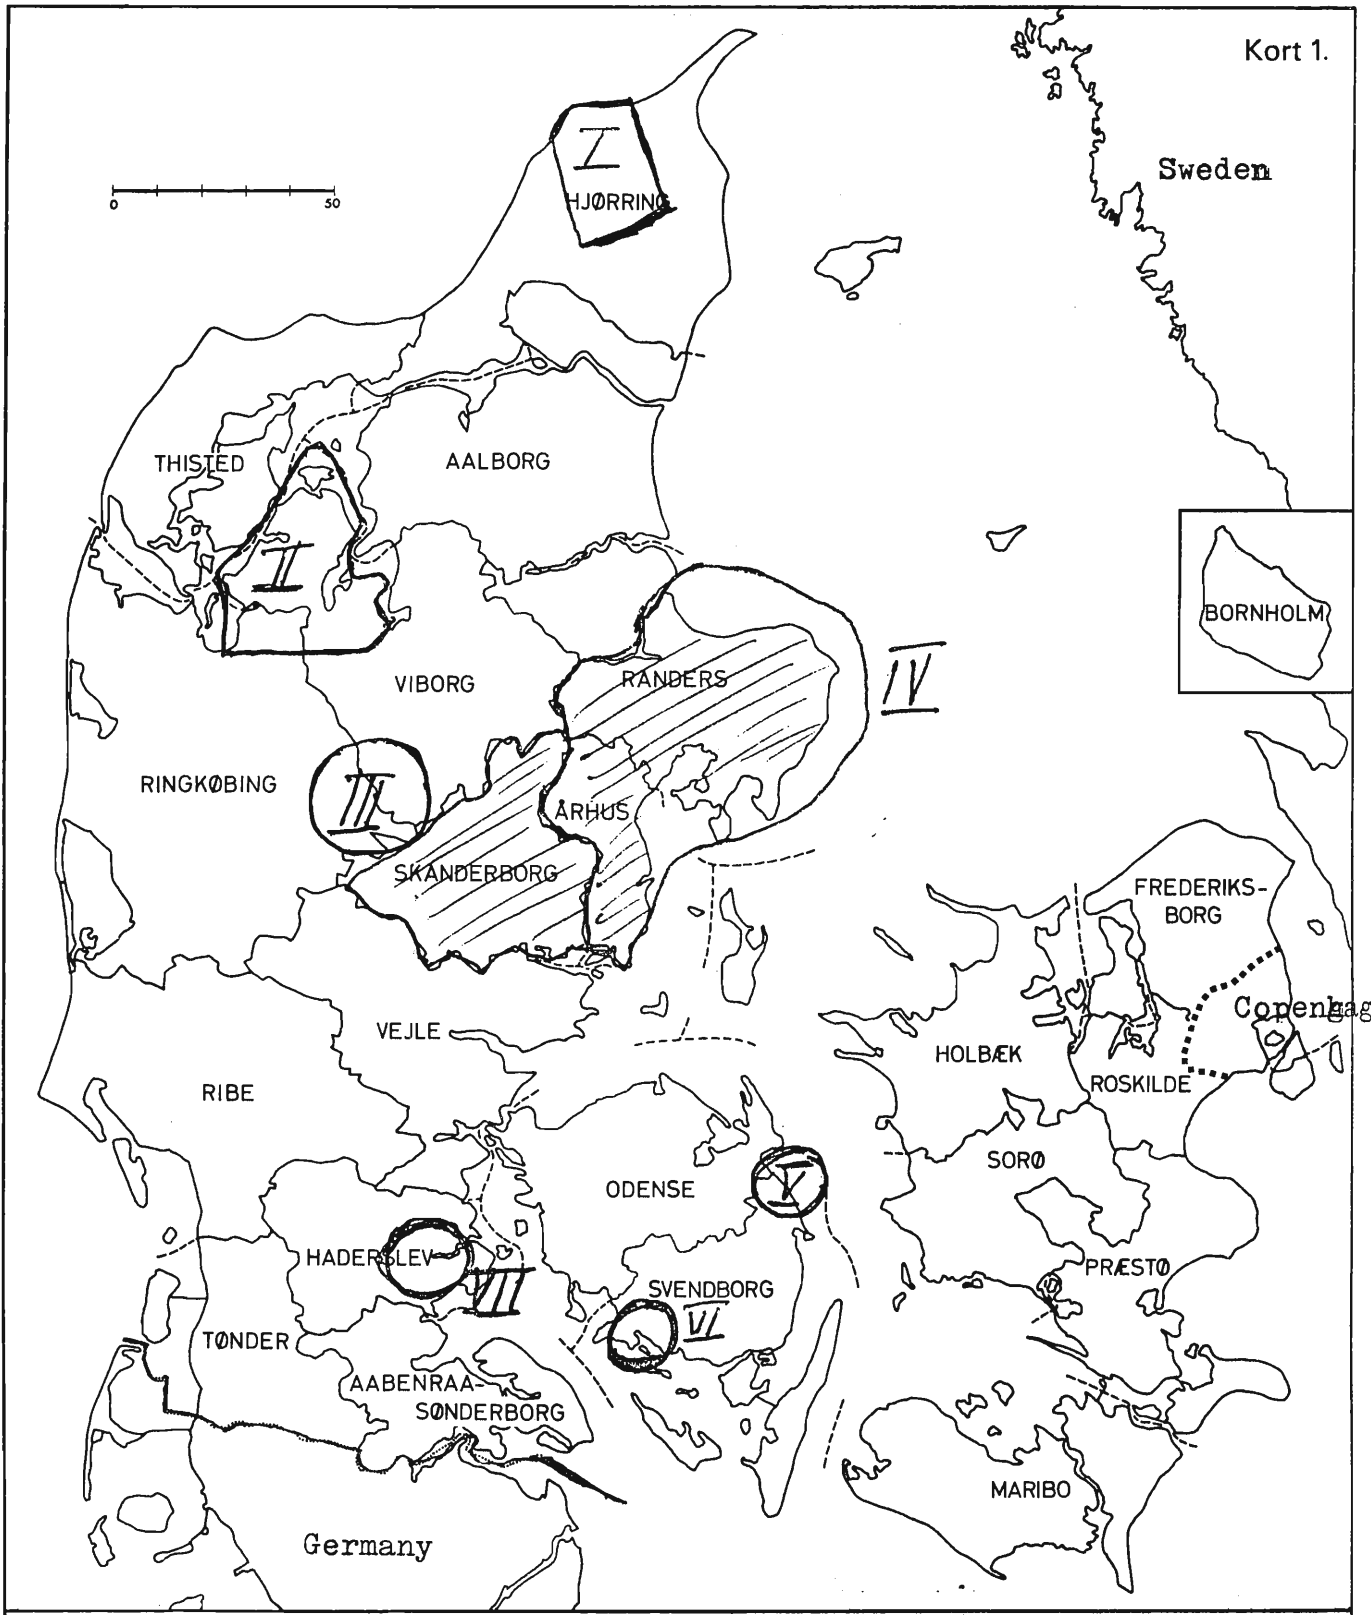 Kort 1.
Sweden
I
HJØRRING
0 50
THISTED
AALBORG
II
BORNHOLM
IV
RANDERS
VIBORG
RINGKØBING
III
ÅRHUS
SKANDERBORG
FREDERIKS-
BORG
Copenhag
VEJLE
HOLBÆK
ROSKILDE
RIBE
SORØ
ODENSE
V
HADERSLEV
VII
PRÆSTØ
SVENDBORG
VI
TØNDER
AABENRAA-
SØNDERBORG
MARIBO
Germany